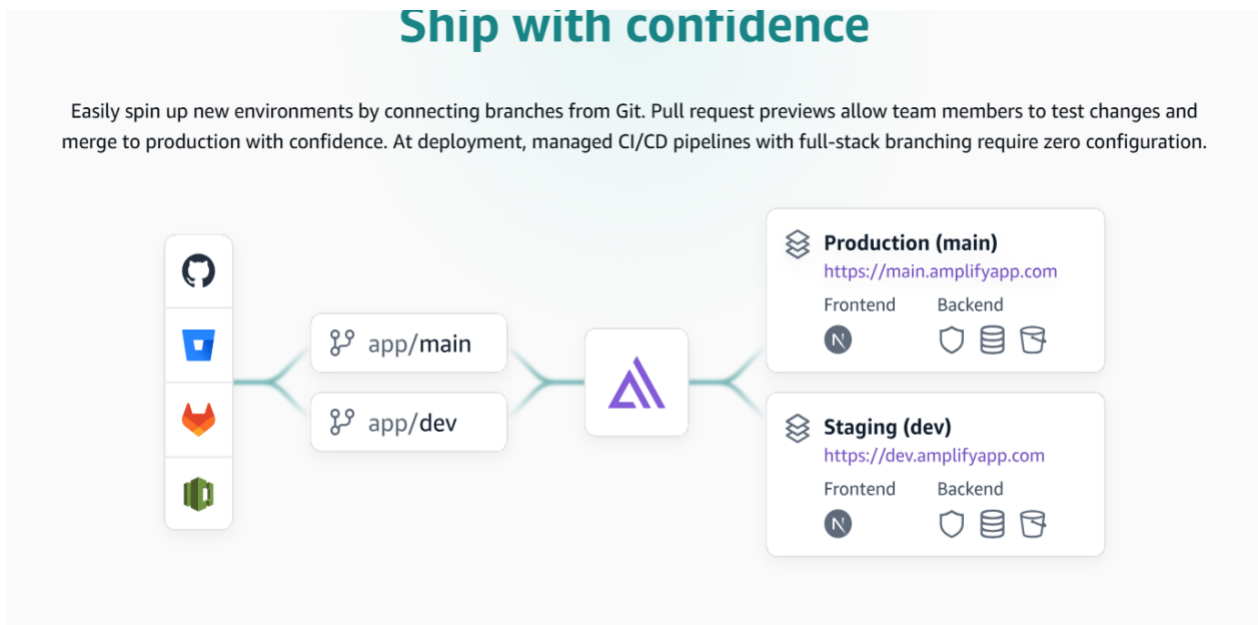 Ship with confidence
Easily spin up new environments by connecting branches from Git. Pull request previews allow team members to test changes and
merge to production with confidence. At deployment, managed CI/CD pipelines with full-stack branching require zero configuration.
app/main
app/dev
Production (main)
https://main.amplifyapp.com
Frontend Backend
N
Staging (dev)
https://dev.amplifyapp.com
Frontend Backend
N